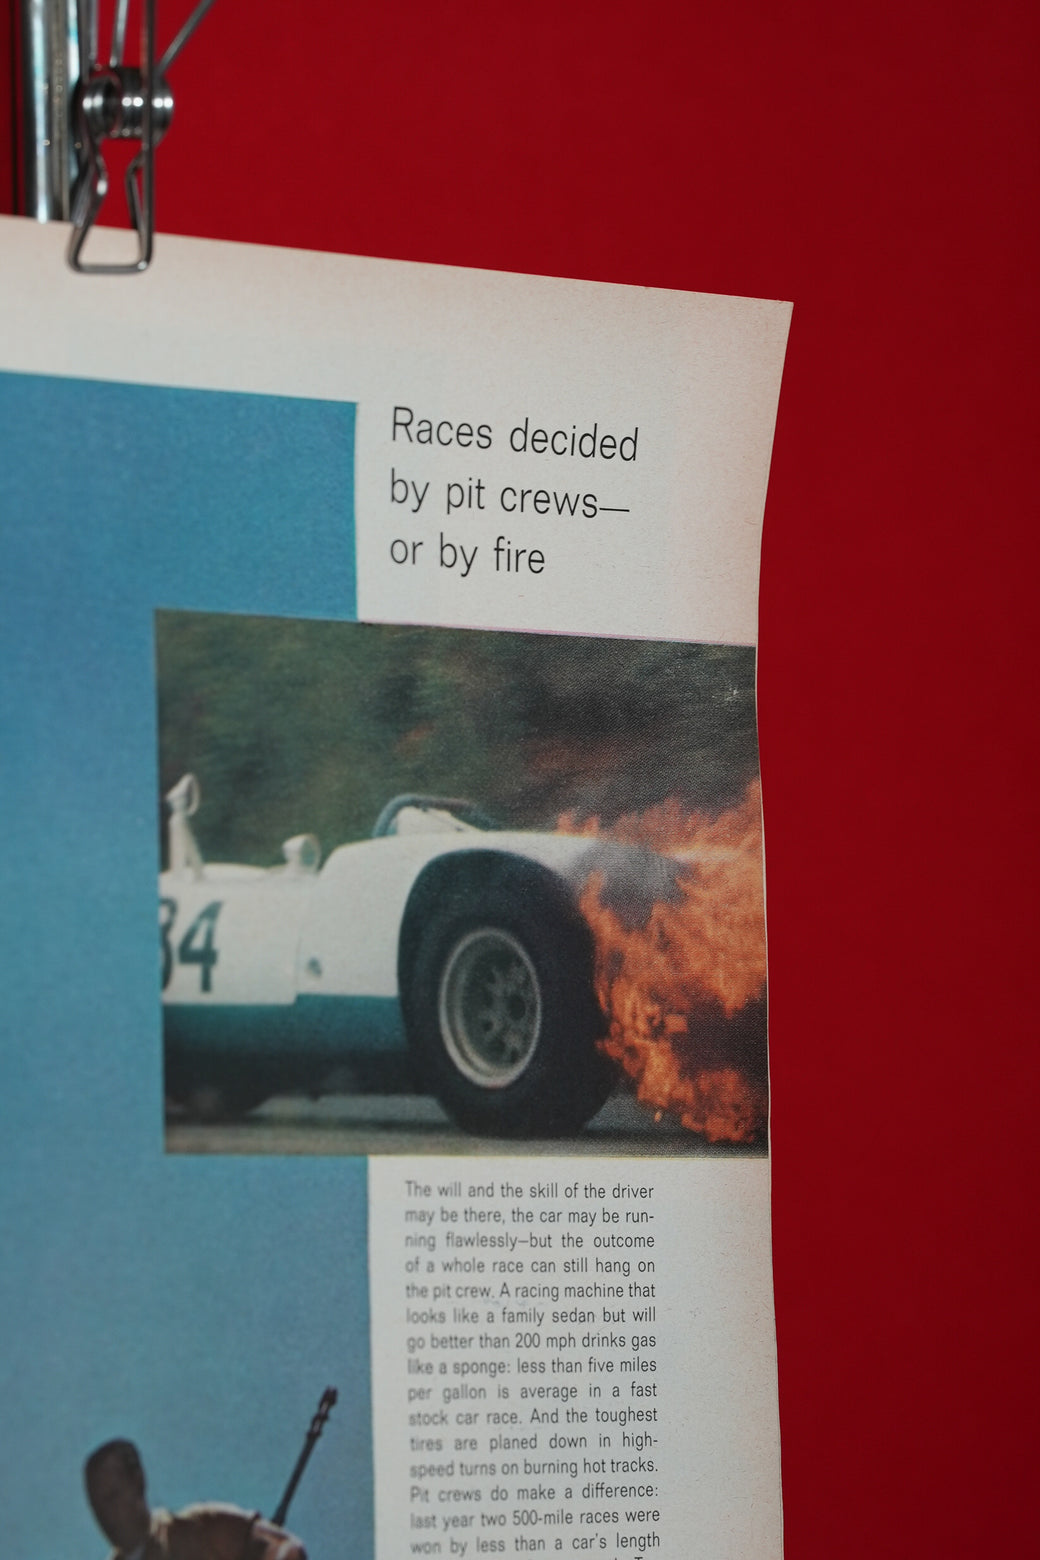 Races decided
by pit crews—
or by fire
84
The will and the skill of the driver
may be there, the car may be run-
ning flawlessly—but the outcome
of a whole race can still hang on
the pit crew. A racing machine that
looks like a family sedan but will
go better than 200 mph drinks gas
like a sponge: less than five miles
per gallon is average in a fast
stock car race. And the toughest
tires are planed down in high-
speed turns on burning hot tracks.
Pit crews do make a difference:
last year two 500-mile races were
won by less than a car's length